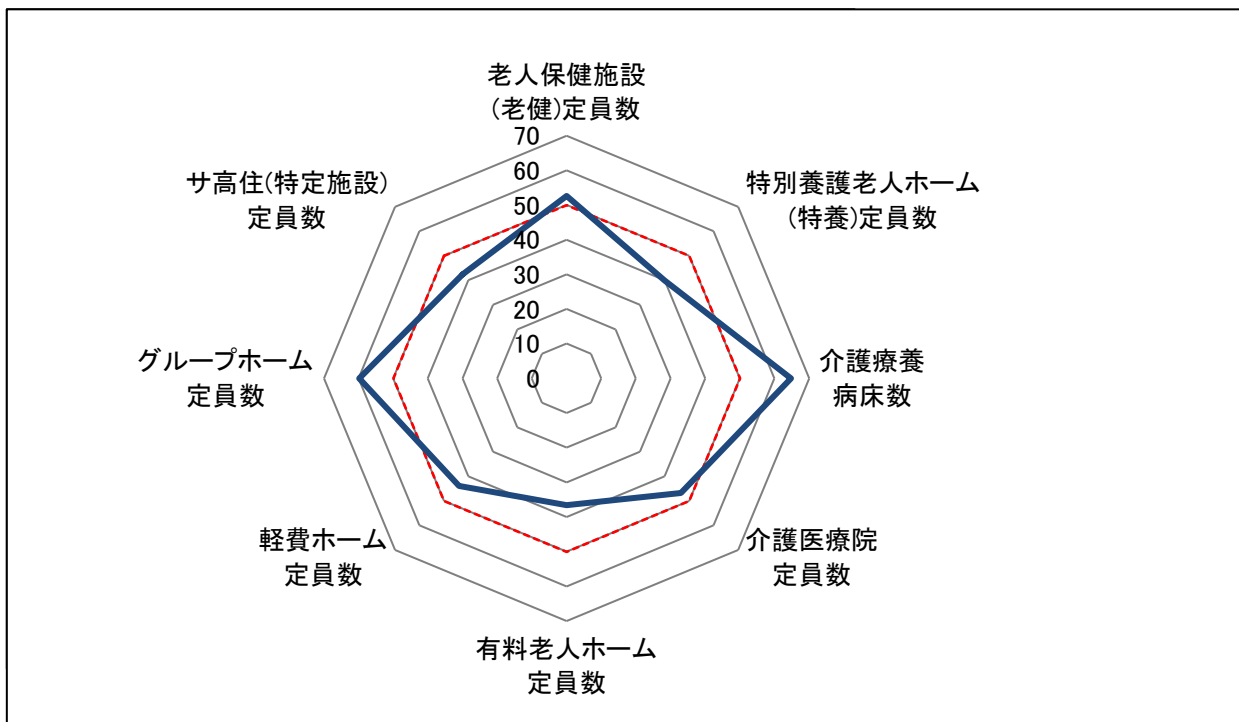 老人保健施設
(老健)定員数
特別養護老人ホーム
(特養)定員数
介護療養
病床数
介護医療院
定員数
有料老人ホーム
定員数
軽費ホーム
定員数
グループホーム
定員数
サ高住(特定施設)
定員数
70
60
50
40
30
20
10
0